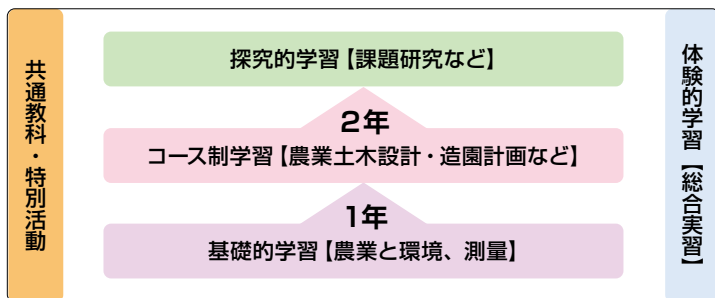 共通教科・特別活動
探究的学習【課題研究など】
2年
コース制学習【農業土木設計・造園計画など】
1年
基礎的学習【農業と環境、測量】
体験的学習【総合実習】